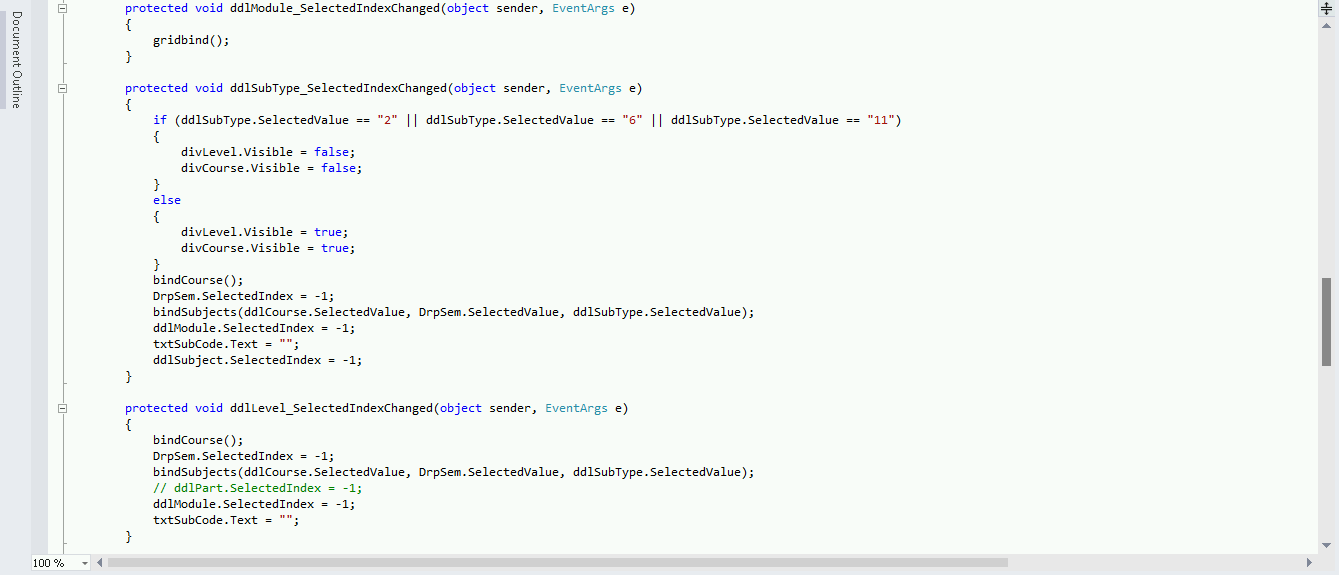 Document Outline
protected void ddlModule_SelectedIndexChanged(object sender, EventArgs e)
{
gridbind();
}
protected void ddlSubType_SelectedIndexChanged(object sender, EventArgs e)
{
if (ddlSubType.SelectedValue == "2" || ddlSubType.SelectedValue == "6" || ddlSubType.SelectedValue == "11")
{
divLevel.Visible = false;
divCourse.Visible = false;
}
else
{
divLevel.Visible = true;
divCourse.Visible = true;
}
bindCourse();
DrpSem.SelectedIndex = -1;
bindSubjects(ddlCourse.SelectedValue, DrpSem.SelectedValue, ddlSubType.SelectedValue);
ddlModule.SelectedIndex = -1;
txtSubCode.Text = "";
ddlSubject.SelectedIndex = -1;
}
protected void ddlLevel_SelectedIndexChanged(object sender, EventArgs e)
{
bindCourse();
DrpSem.SelectedIndex = -1;
bindSubjects(ddlCourse.SelectedValue, DrpSem.SelectedValue, ddlSubType.SelectedValue);
// ddlPart.SelectedIndex = -1;
ddlModule.SelectedIndex = -1;
txtSubCode.Text = "";
}
100 %